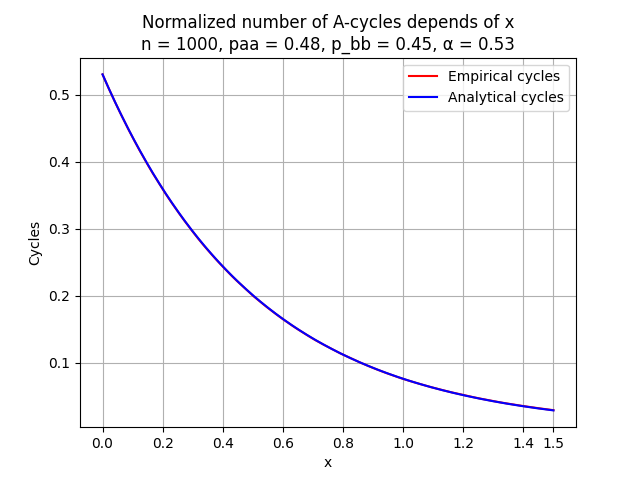 Normalized number of A-cycles depends of x
n = 1000, paa = 0.48, p_bb = 0.45, α = 0.53
Empirical cycles
Analytical cycles
Cycles
0.5
0.4
0.3
0.2
0.1
0.0 0.2 0.4 0.6 0.8 1.0 1.2 1.4 1.5
x